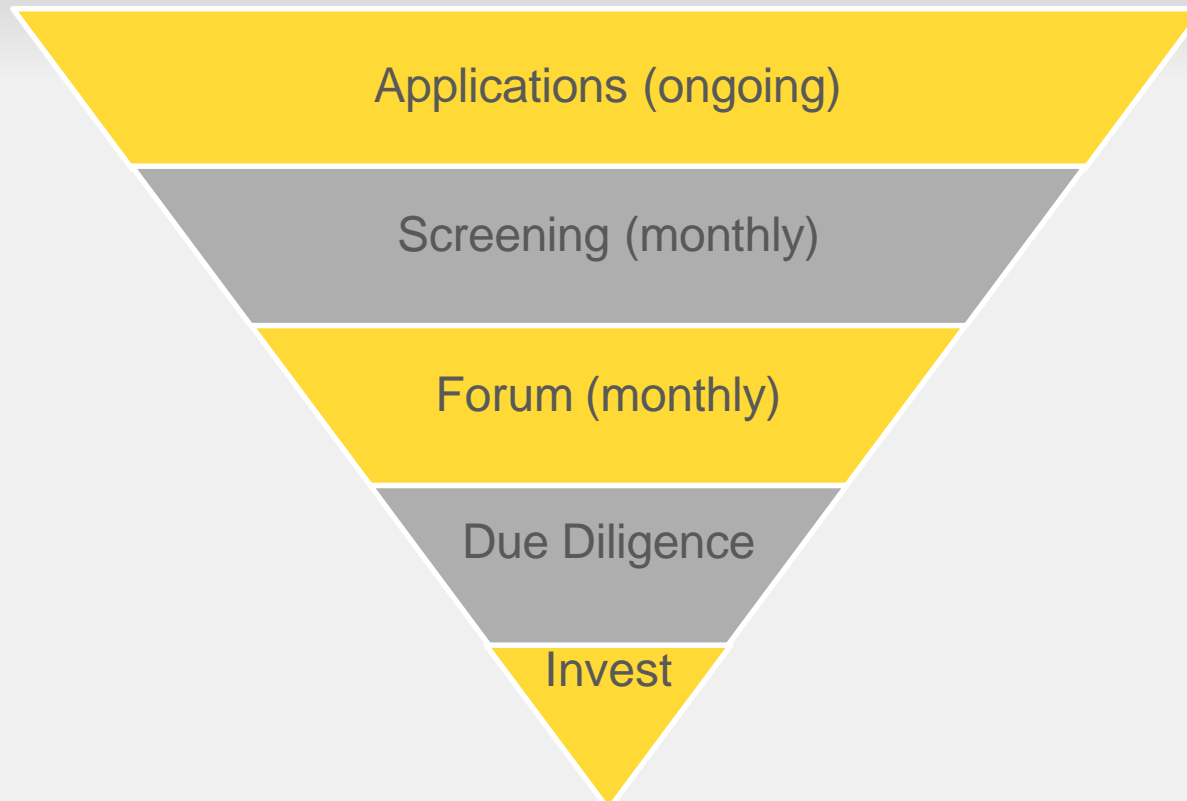 Applications (ongoing)
Screening (monthly)
Forum (monthly)
Due Diligence
Invest